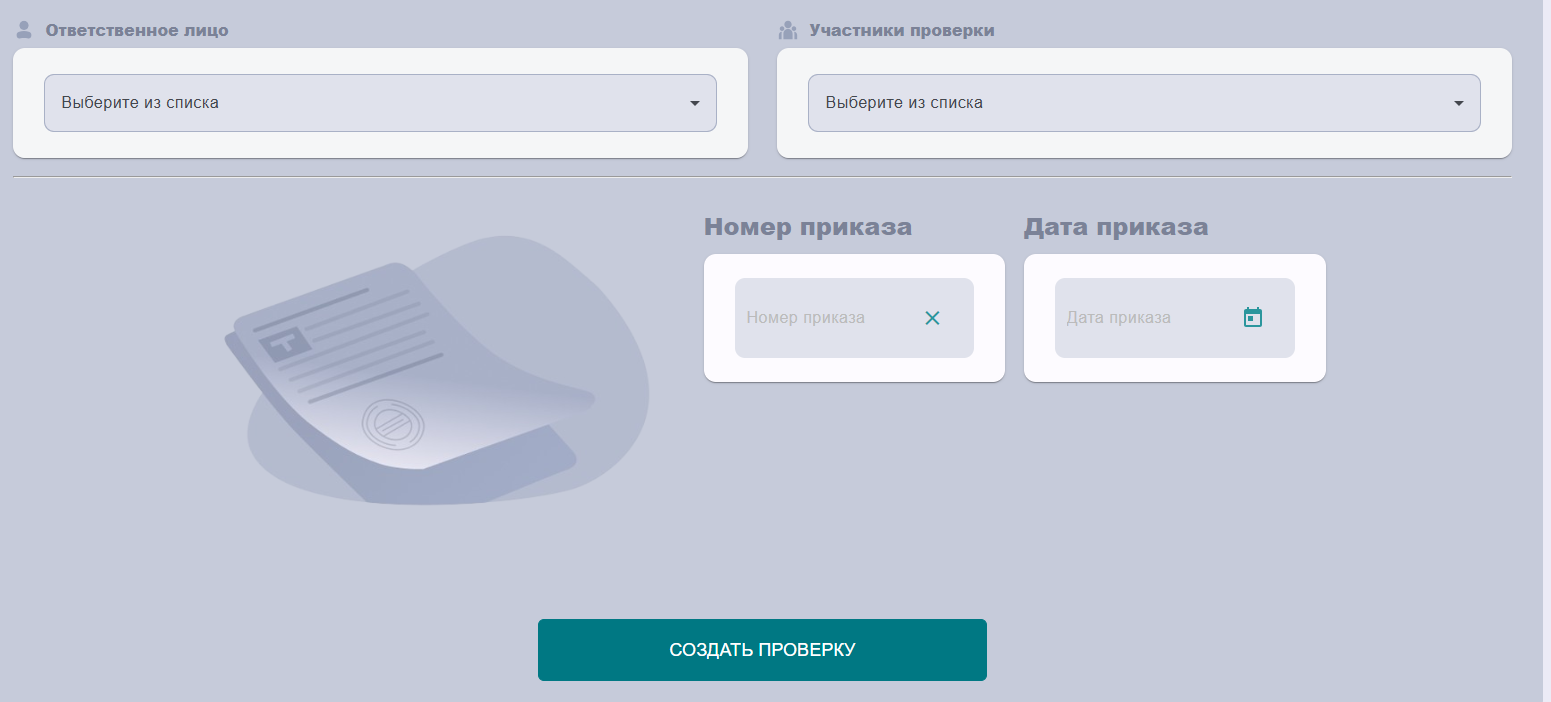 Ответственное лицо
Участники проверки
Выберите из списка
Выберите из списка
Номер приказа
Дата приказа
Номер приказа
Дата приказа
СОЗДАТЬ ПРОВЕРКУ